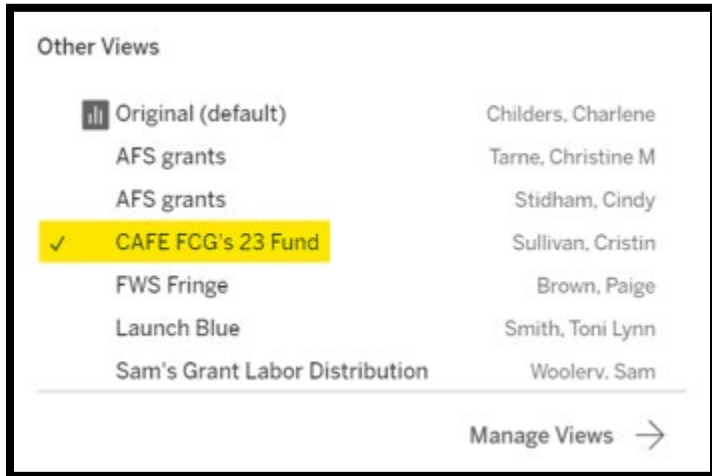 Other Views
Original (default) Childers, Charlene
AFS grants Tarne, Christine M
AFS grants Stidham, Cindy
✓ CAFE FCG's 23 Fund Sullivan, Cristin
FWS Fringe Brown, Paige
Launch Blue Smith, Toni Lynn
Sam's Grant Labor Distribution Woolery, Sam
Manage Views →